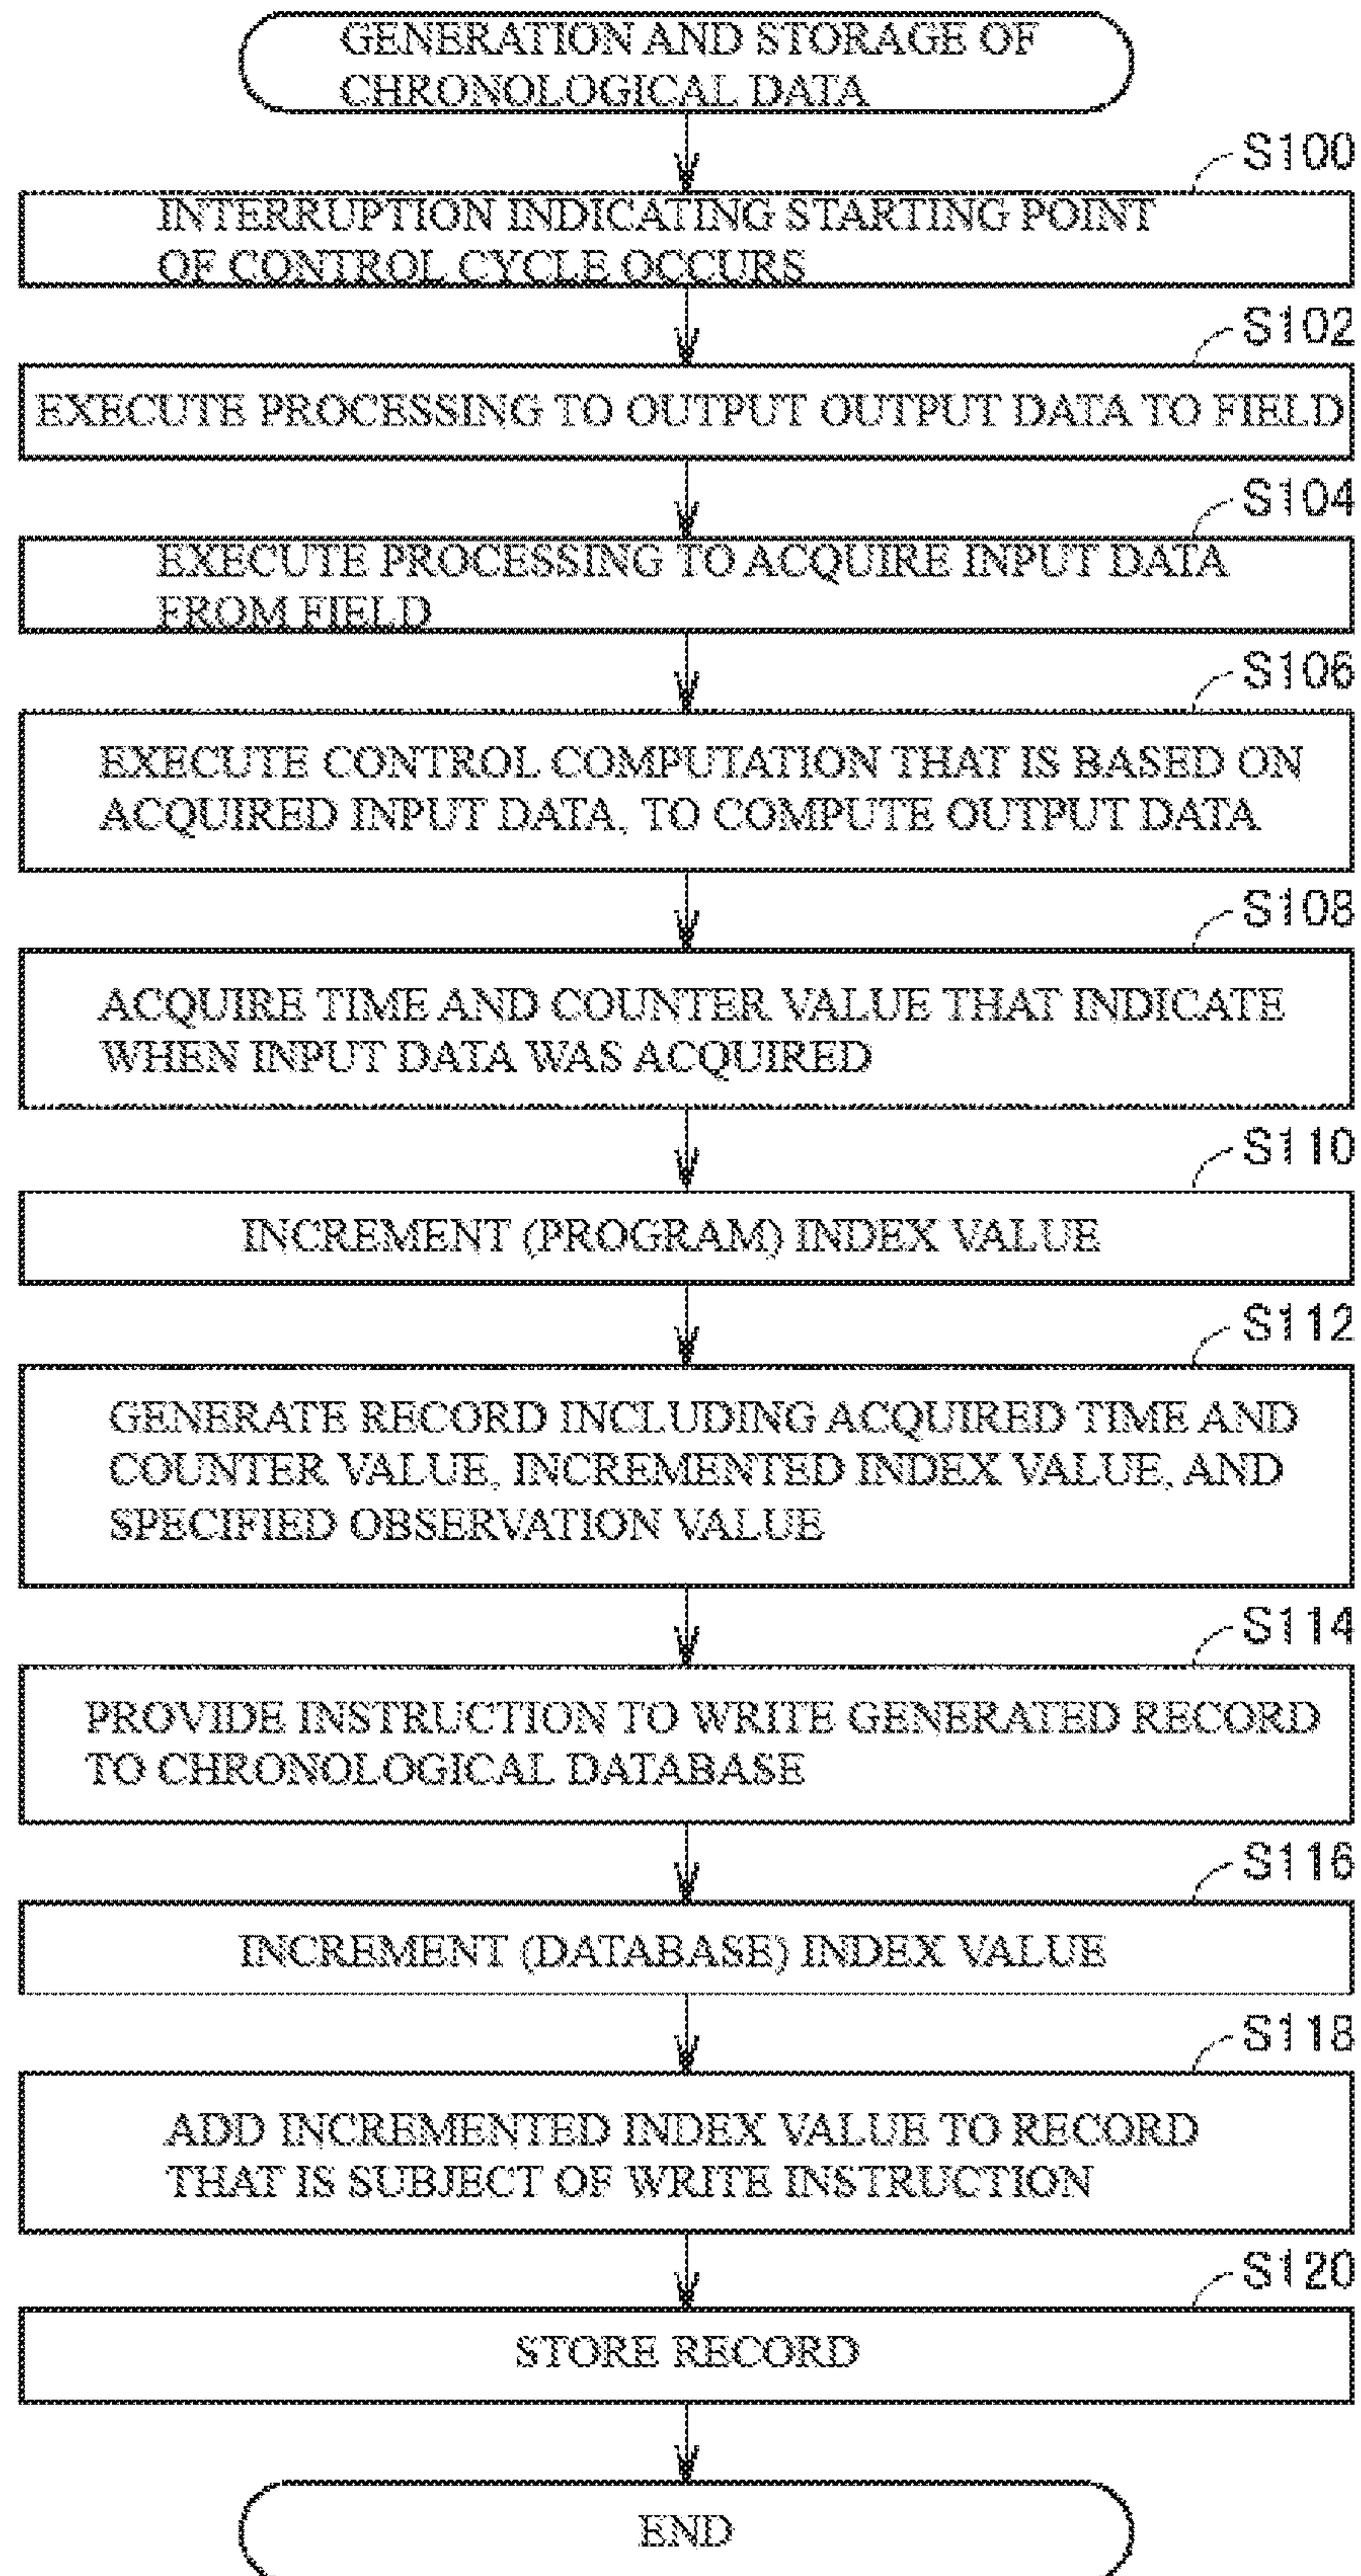 GENERATION AND STORAGE OF
CHRONOLOGICAL DATA
S100
INTERRUPTION INDICATING STARTING POINT
OF CONTROL CYCLE OCCURS
S102
EXECUTE PROCESSING TO OUTPUT OUTPUT DATA TO FIELD
S104
EXECUTE PROCESSING TO ACQUIRE INPUT DATA
FROM FIELD
S106
EXECUTE CONTROL COMPUTATION THAT IS BASED ON
ACQUIRED INPUT DATA, TO COMPUTE OUTPUT DATA
S108
ACQUIRE TIME AND COUNTER VALUE THAT INDICATE
WHEN INPUT DATA WAS ACQUIRED
S110
INCREMENT (PROGRAM) INDEX VALUE
S112
GENERATE RECORD INCLUDING ACQUIRED TIME AND
COUNTER VALUE, INCREMENTED INDEX VALUE, AND
SPECIFIED OBSERVATION VALUE
S114
PROVIDE INSTRUCTION TO WRITE GENERATED RECORD
TO CHRONOLOGICAL DATABASE
S116
INCREMENT (DATABASE) INDEX VALUE
S118
ADD INCREMENTED INDEX VALUE TO RECORD
THAT IS SUBJECT OF WRITE INSTRUCTION
S120
STORE RECORD
END